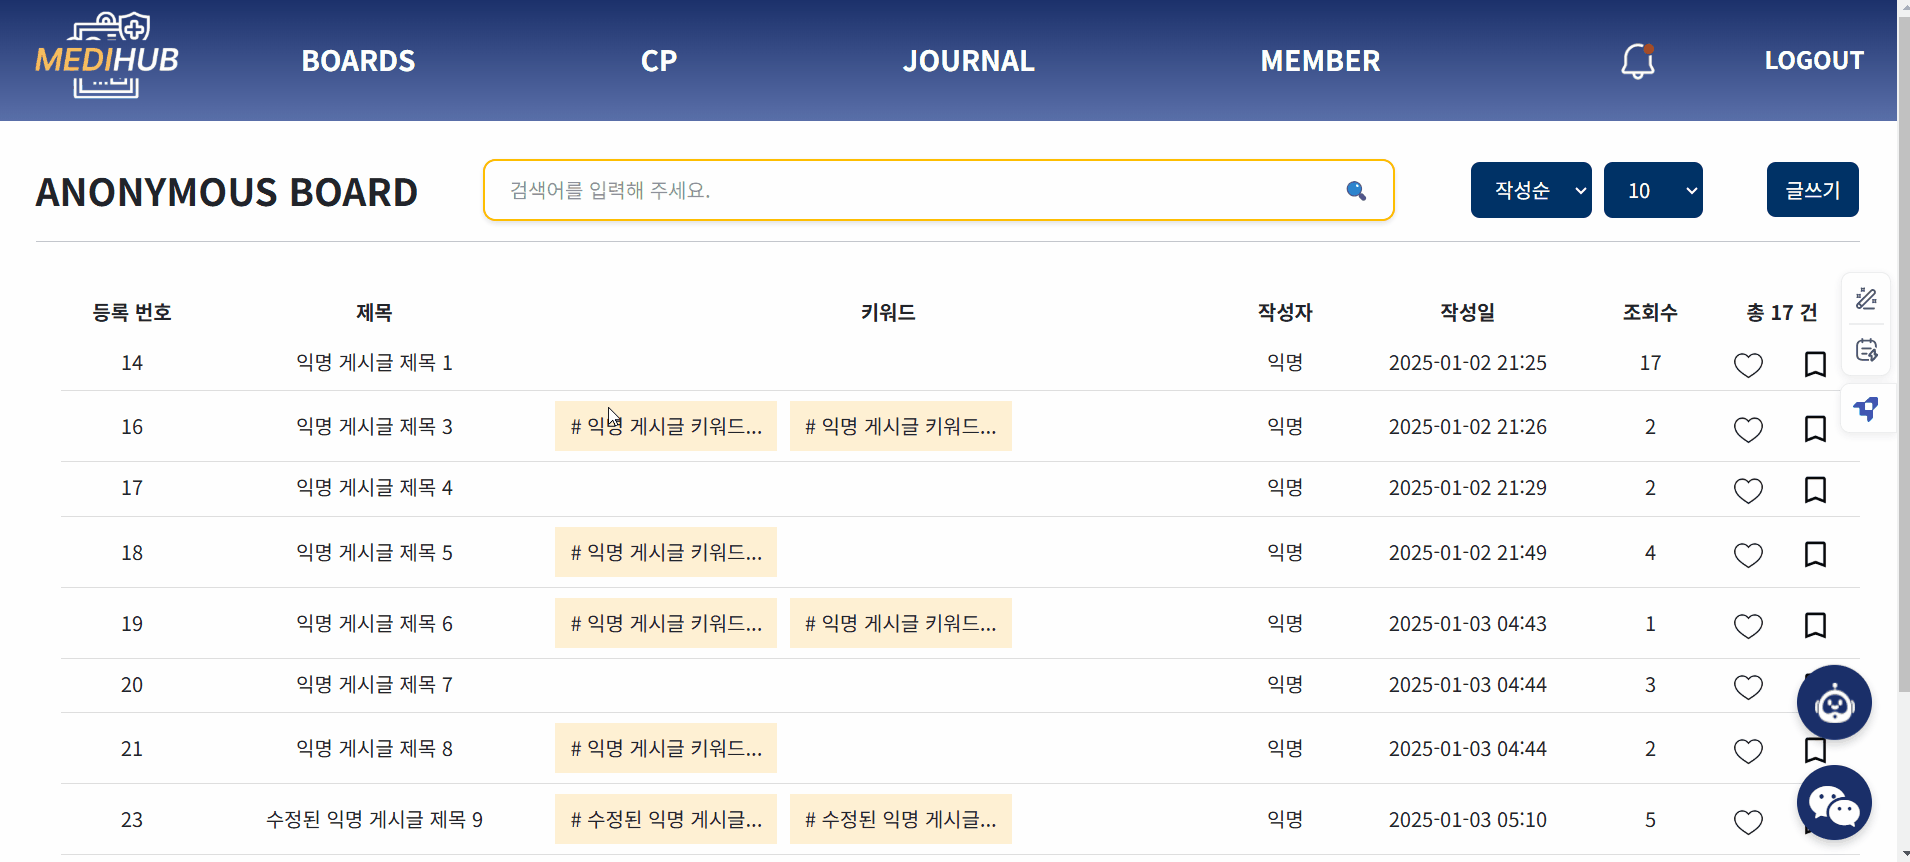 MEDIHUB BOARDS CP JOURNAL MEMBER LOGOUT
ANONYMOUS BOARD 검색어를 입력해 주세요. 작성순 10 글쓰기
등록 번호 제목 키워드 작성자 작성일 조회수 총 17 건
14 익명 게시글 제목 1 익명 2025-01-02 21:25 17
16 익명 게시글 제목 3 # 익명 게시글 키워드... # 익명 게시글 키워드... 익명 2025-01-02 21:26 2
17 익명 게시글 제목 4 익명 2025-01-02 21:29 2
18 익명 게시글 제목 5 # 익명 게시글 키워드... 익명 2025-01-02 21:49 4
19 익명 게시글 제목 6 # 익명 게시글 키워드... # 익명 게시글 키워드... 익명 2025-01-03 04:43 1
20 익명 게시글 제목 7 익명 2025-01-03 04:44 3
21 익명 게시글 제목 8 # 익명 게시글 키워드... 익명 2025-01-03 04:44 2
23 수정된 익명 게시글 제목 9 # 수정된 익명 게시글... # 수정된 익명 게시글... 익명 2025-01-03 05:10 5